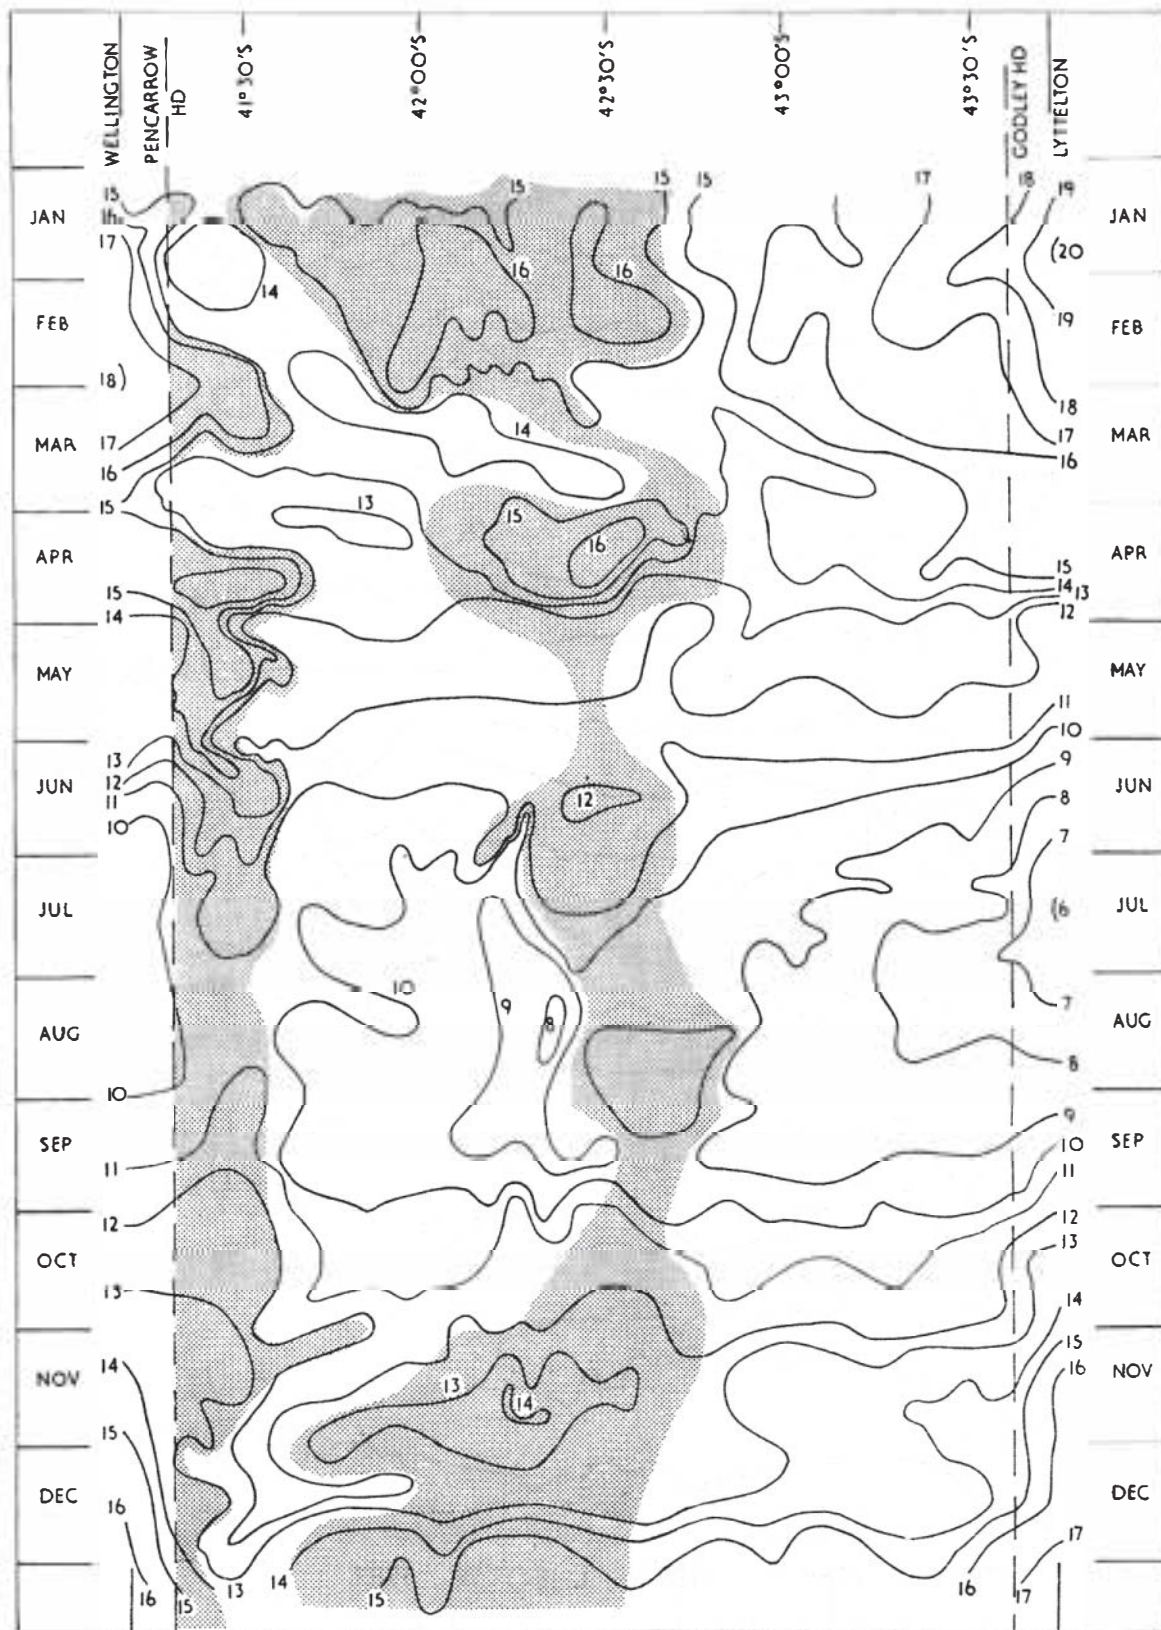 WELLINGTON
PENCARROW HD
41°30'S
42°00'S
42°30'S
43°00'S
43°30'S
GODLEY HD
LYTTELTON
15 15 15 17 18 19
JAN 16 JAN
17 14 16 16 (20
FEB 19 FEB
18) 18
MAR 17 14 17 MAR
16 16
15 13 15
APR 16 APR
15 15
14 14 13
12
MAY MAY
11
10
13 9
JUN 12 12 JUN
11 8
10 7
JUL (6 JUL
10 9 7
AUG 8 AUG
10 8
9
SEP 10 SEP
11 11
12 12
OCT 13 OCT
13 14
14 15
NOV 13 16 NOV
14
15
DEC DEC
16 17
16 15 13 14 15 16 17